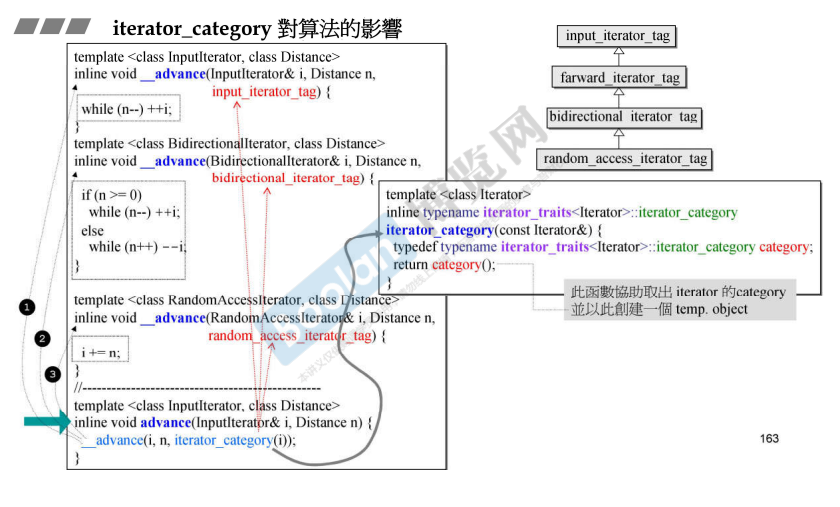 iterator_category 對算法的影響
template <class InputIterator, class Distance>
inline void __advance(InputIterator& i, Distance n,
input_iterator_tag) {
while (n--) ++i;
}
template <class BidirectionalIterator, class Distance>
inline void __advance(BidirectionalIterator& i, Distance n,
bidirectional_iterator_tag) {
if (n >= 0)
while (n--) ++i;
else
while (n++) --i;
}
template <class RandomAccessIterator, class Distance>
inline void __advance(RandomAccessIterator& i, Distance n,
random_access_iterator_tag) {
i += n;
}
//--------------------------------------------------
template <class InputIterator, class Distance>
inline void advance(InputIterator& i, Distance n) {
__advance(i, n, iterator_category(i));
}
1
2
3
input_iterator_tag
farward_iterator_tag
bidirectional_iterator_tag
random_access_iterator_tag
template <class Iterator>
inline typename iterator_traits<Iterator>::iterator_category
iterator_category(const Iterator&) {
typedef typename iterator_traits<Iterator>::iterator_category category;
return category();
}
此函數協助取出 iterator 的category
並以此創建一個 temp. object
boolan
博览网
163